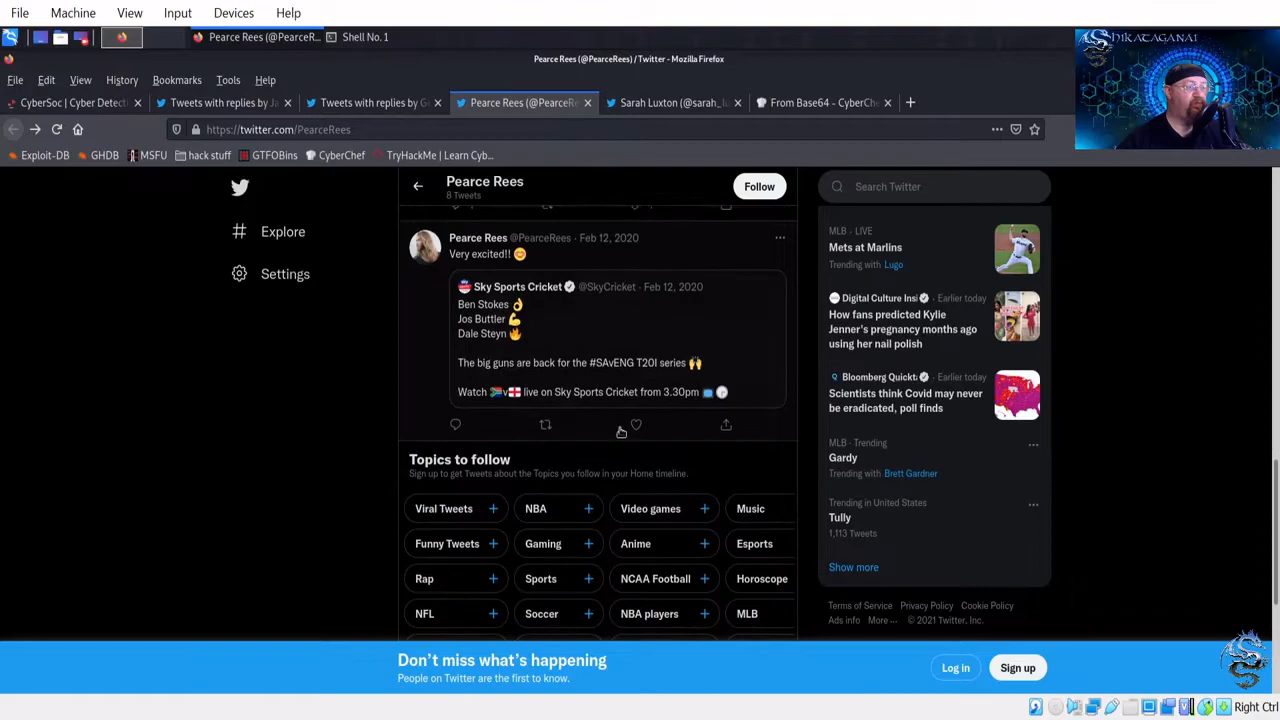 File Machine View Input Devices Help
Pearce Rees (@PearceR... Shell No. 1
Pearce Rees (@PearceRees) / Twitter - Mozilla Firefox
SHIKATAGANAI
File Edit View History Bookmarks Tools Help
CyberSoc | Cyber Detecti Tweets with replies by Ja Tweets with replies by G Pearce Rees (@PearceRe Sarah Luxton (@sarah_lu From Base64 - CyberChe
https://twitter.com/PearceRees
Exploit-DB GHDB MSFU hack stuff GTFOBins CyberChef TryHackMe | Learn Cyb...
Pearce Rees
8 Tweets
Follow
Search Twitter
Explore
Settings
Pearce Rees @PearceRees · Feb 12, 2020
Very excited!! 😊
Sky Sports Cricket @SkyCricket · Feb 12, 2020
Ben Stokes 👌
Jos Buttler 💪
Dale Steyn 🔥
The big guns are back for the #SAvENG T20I series 🙌
Watch 🇿🇦v🏴󠁧󠁢󠁥󠁮󠁧󠁿 live on Sky Sports Cricket from 3.30pm 📺🕞
Topics to follow
Sign up to get Tweets about the Topics you follow in your Home timeline.
Viral Tweets + NBA + Video games + Music
Funny Tweets + Gaming + Anime + Esports
Rap + Sports + NCAA Football + Horoscope
NFL + Soccer + NBA players + MLB
MLB · LIVE
Mets at Marlins
Trending with Lugo
Digital Culture Insi · Earlier today
How fans predicted Kylie
Jenner's pregnancy months ago
using her nail polish
Bloomberg Quickt · Earlier today
Scientists think Covid may never
be eradicated, poll finds
MLB · Trending
Gardy
Trending with Brett Gardner
Trending in United States
Tully
1,113 Tweets
Show more
Terms of Service Privacy Policy Cookie Policy
Ads info More ... © 2021 Twitter, Inc.
Don't miss what's happening
People on Twitter are the first to know.
Log in
Sign up
Right Ctrl